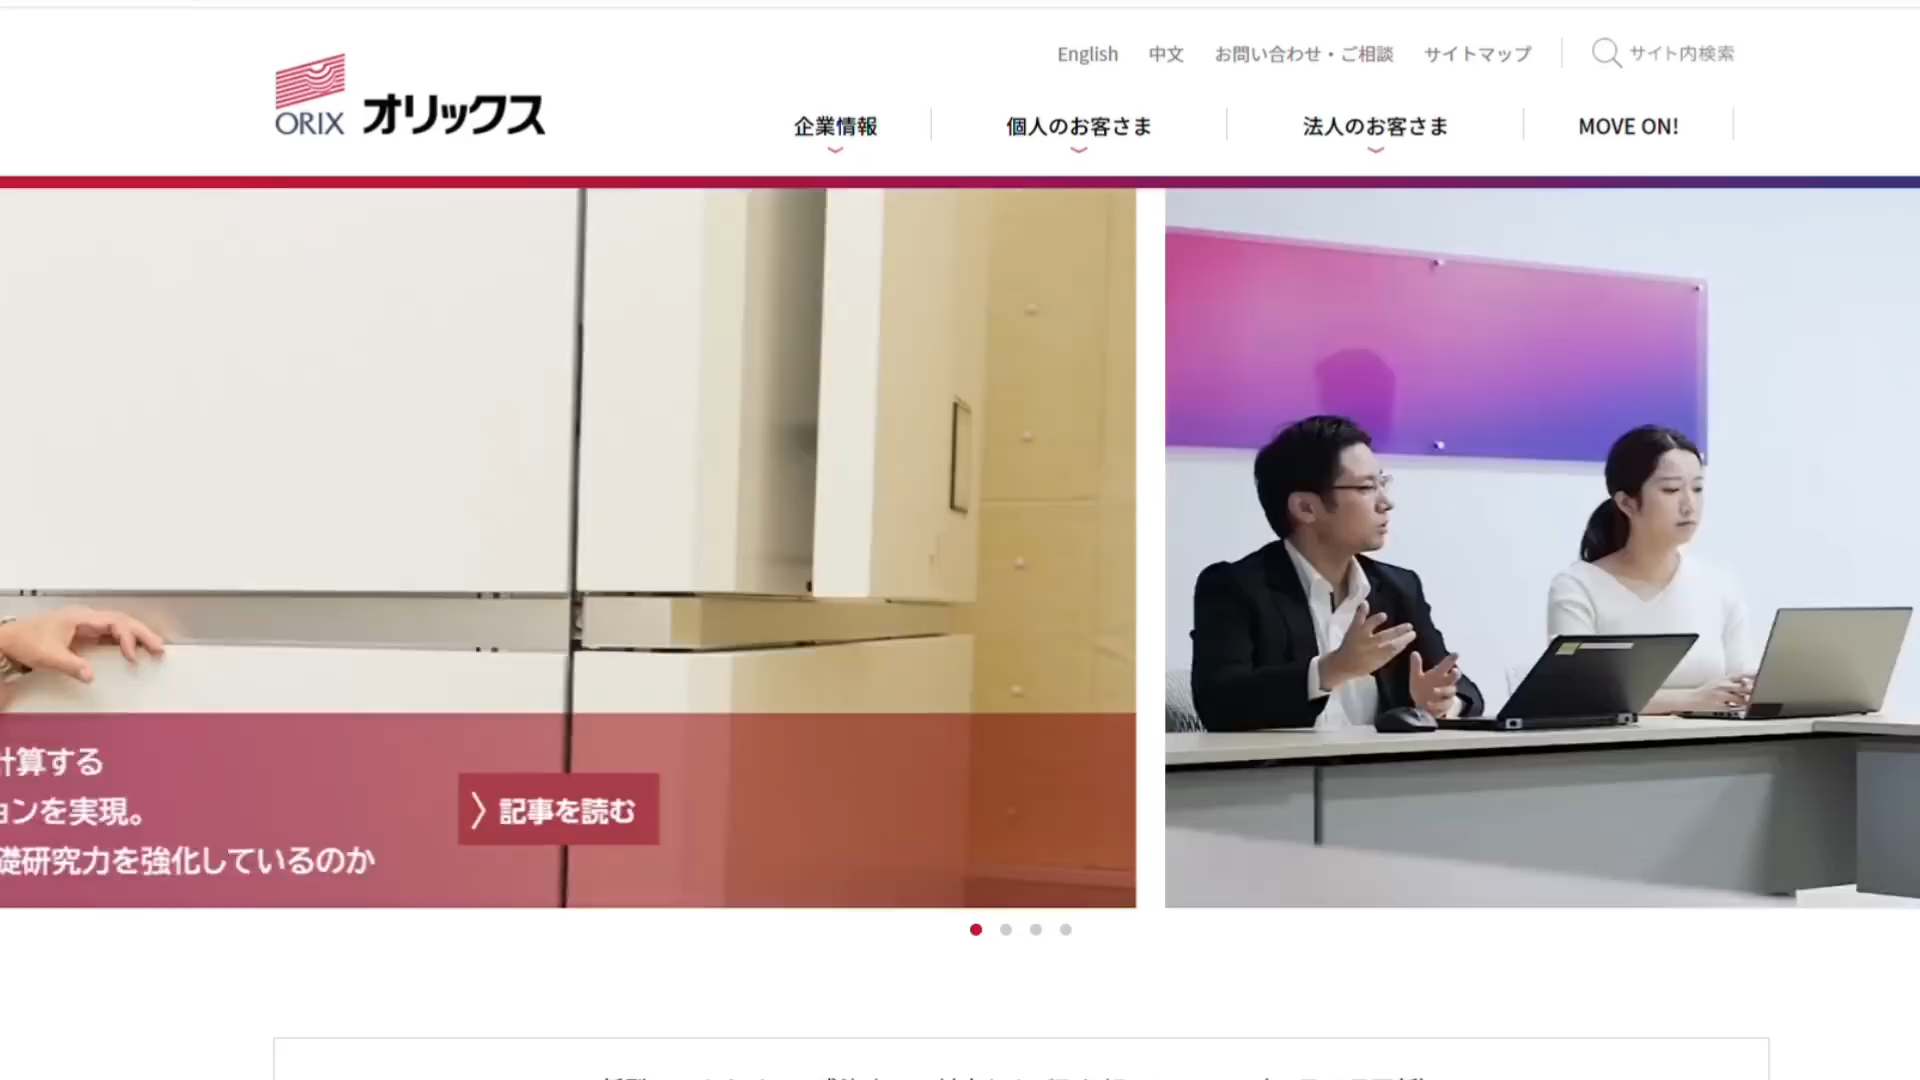 English 中文 お問い合わせ・ご相談 サイトマップ サイト内検索
ORIX オリックス
企業情報 個人のお客さま 法人のお客さま MOVE ON!
計算する
ョンを実現。
礎研究力を強化しているのか
〉記事を読む